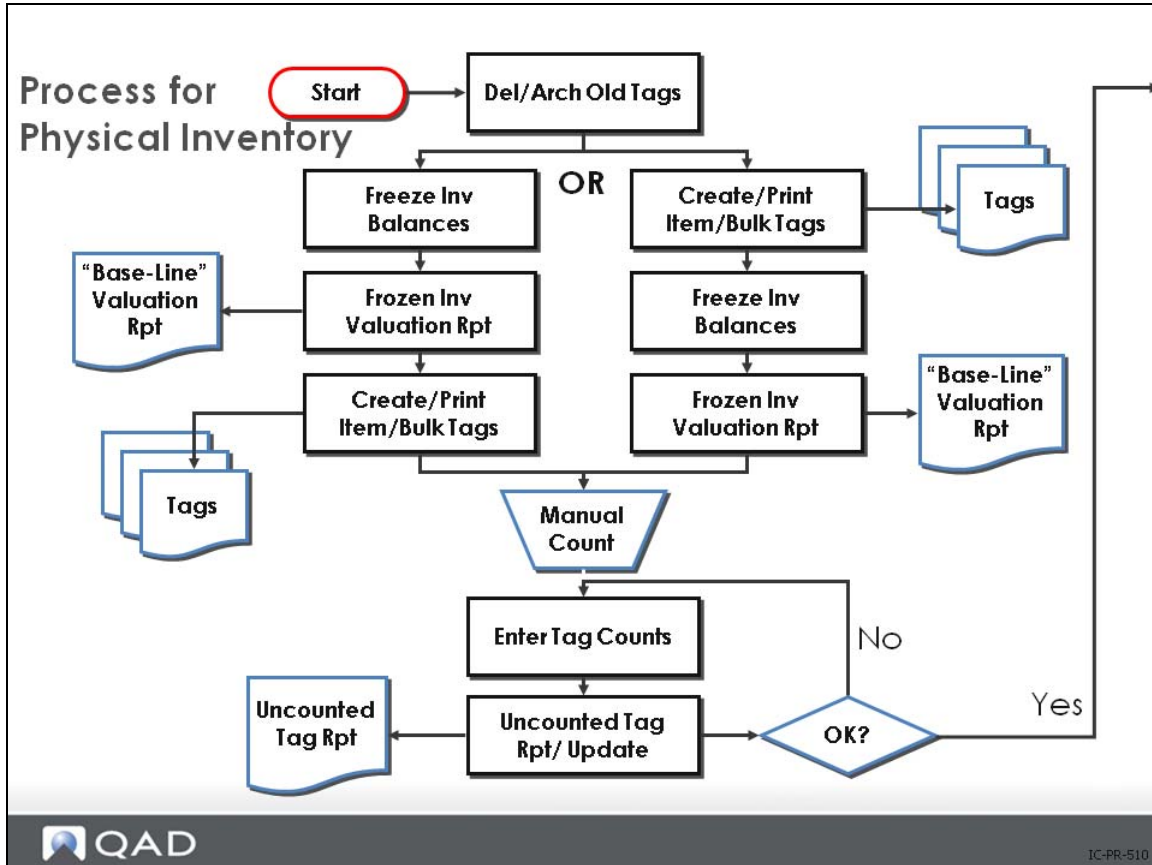 Process for
Physical Inventory
Start
Del/Arch Old Tags
OR
Freeze Inv
Balances
Create/Print
Item/Bulk Tags
Tags
"Base-Line"
Valuation
Rpt
Frozen Inv
Valuation Rpt
Freeze Inv
Balances
Create/Print
Item/Bulk Tags
Frozen Inv
Valuation Rpt
"Base-Line"
Valuation
Rpt
Tags
Manual
Count
Enter Tag Counts
No
Uncounted
Tag Rpt
Uncounted Tag
Rpt/ Update
OK?
Yes
QAD
IC-PR-510